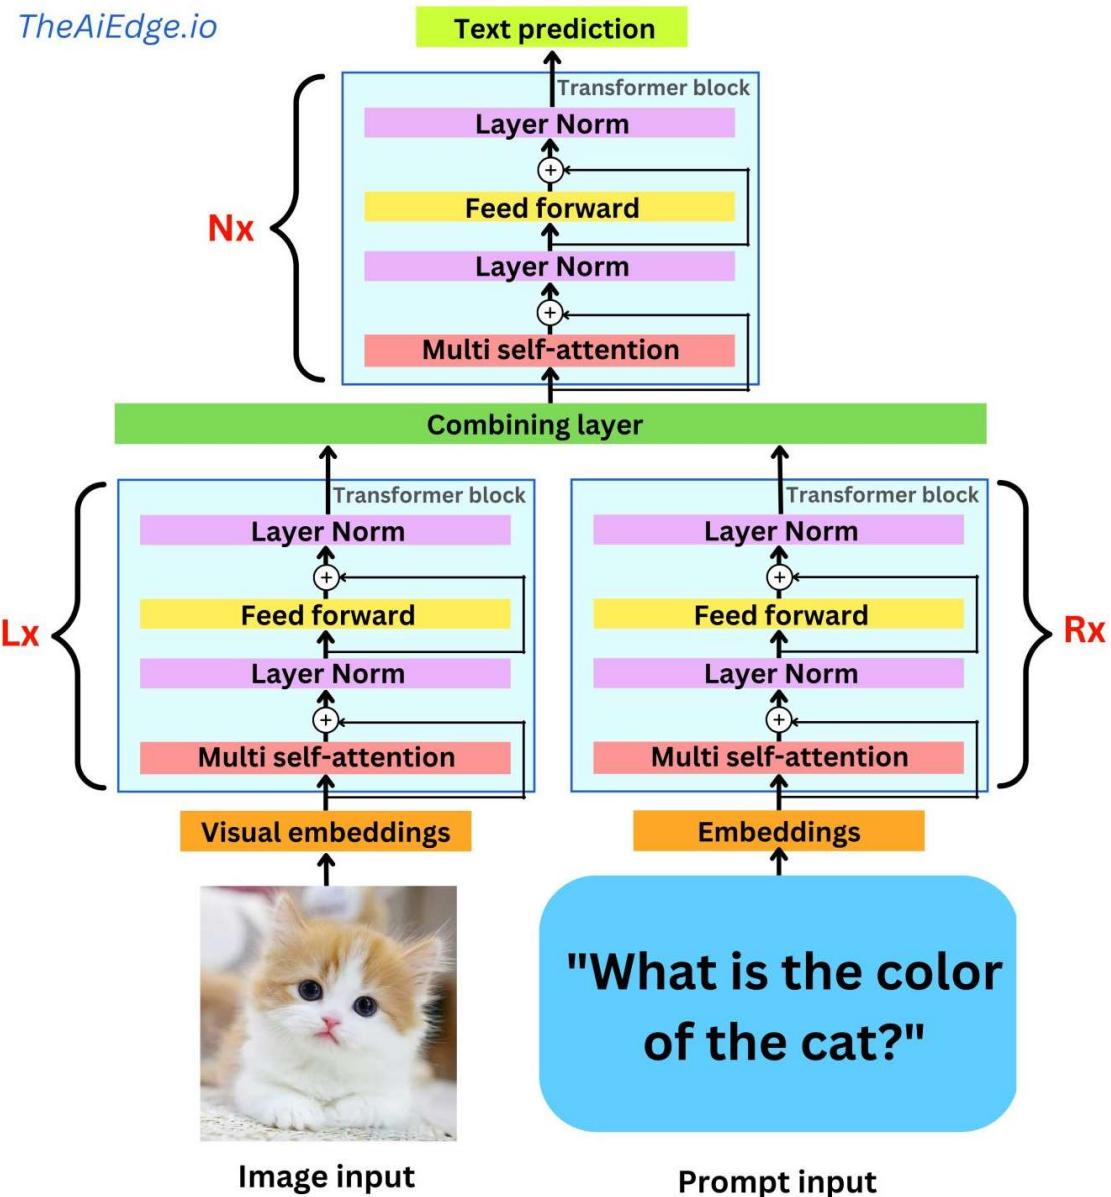 TheAiEdge.io
Text prediction
Transformer block
Layer Norm
+
Feed forward
Nx
Layer Norm
+
Multi self-attention
Combining layer
Transformer block
Layer Norm
+
Feed forward
Lx
Layer Norm
+
Multi self-attention
Visual embeddings
Transformer block
Layer Norm
+
Feed forward
Rx
Layer Norm
+
Multi self-attention
Embeddings
"What is the color
of the cat?"
Image input
Prompt input